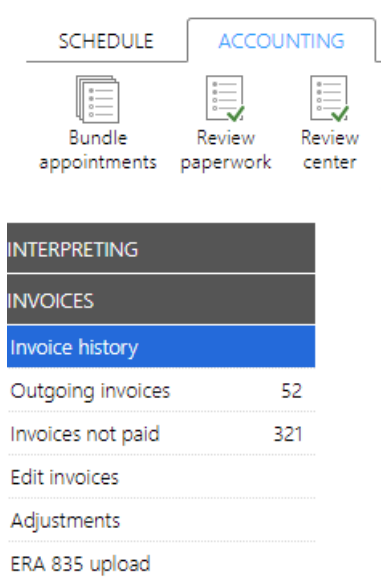 SCHEDULE ACCOUNTING
Bundle appointments
Review paperwork
Review center
INTERPRETING
INVOICES
Invoice history
Outgoing invoices 52
Invoices not paid 321
Edit invoices
Adjustments
ERA 835 upload